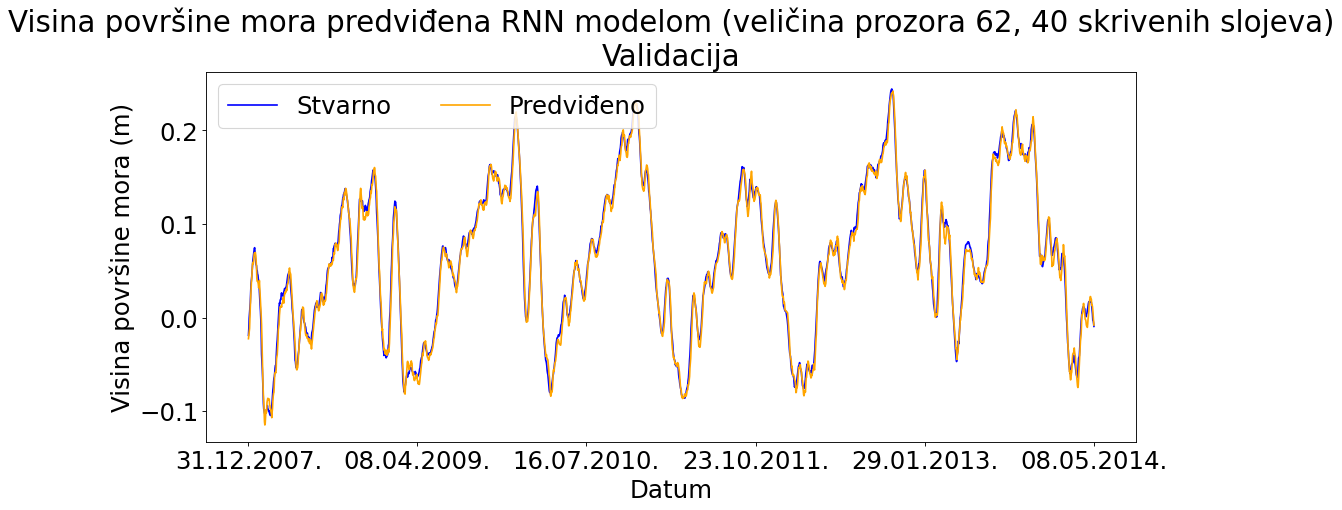 Visina površine mora predviđena RNN modelom (veličina prozora 62, 40 skrivenih slojeva)
Validacija
Stvarno Predviđeno
Visina površine mora (m)
0.2
0.1
0.0
−0.1
31.12.2007. 08.04.2009. 16.07.2010. 23.10.2011. 29.01.2013. 08.05.2014.
Datum